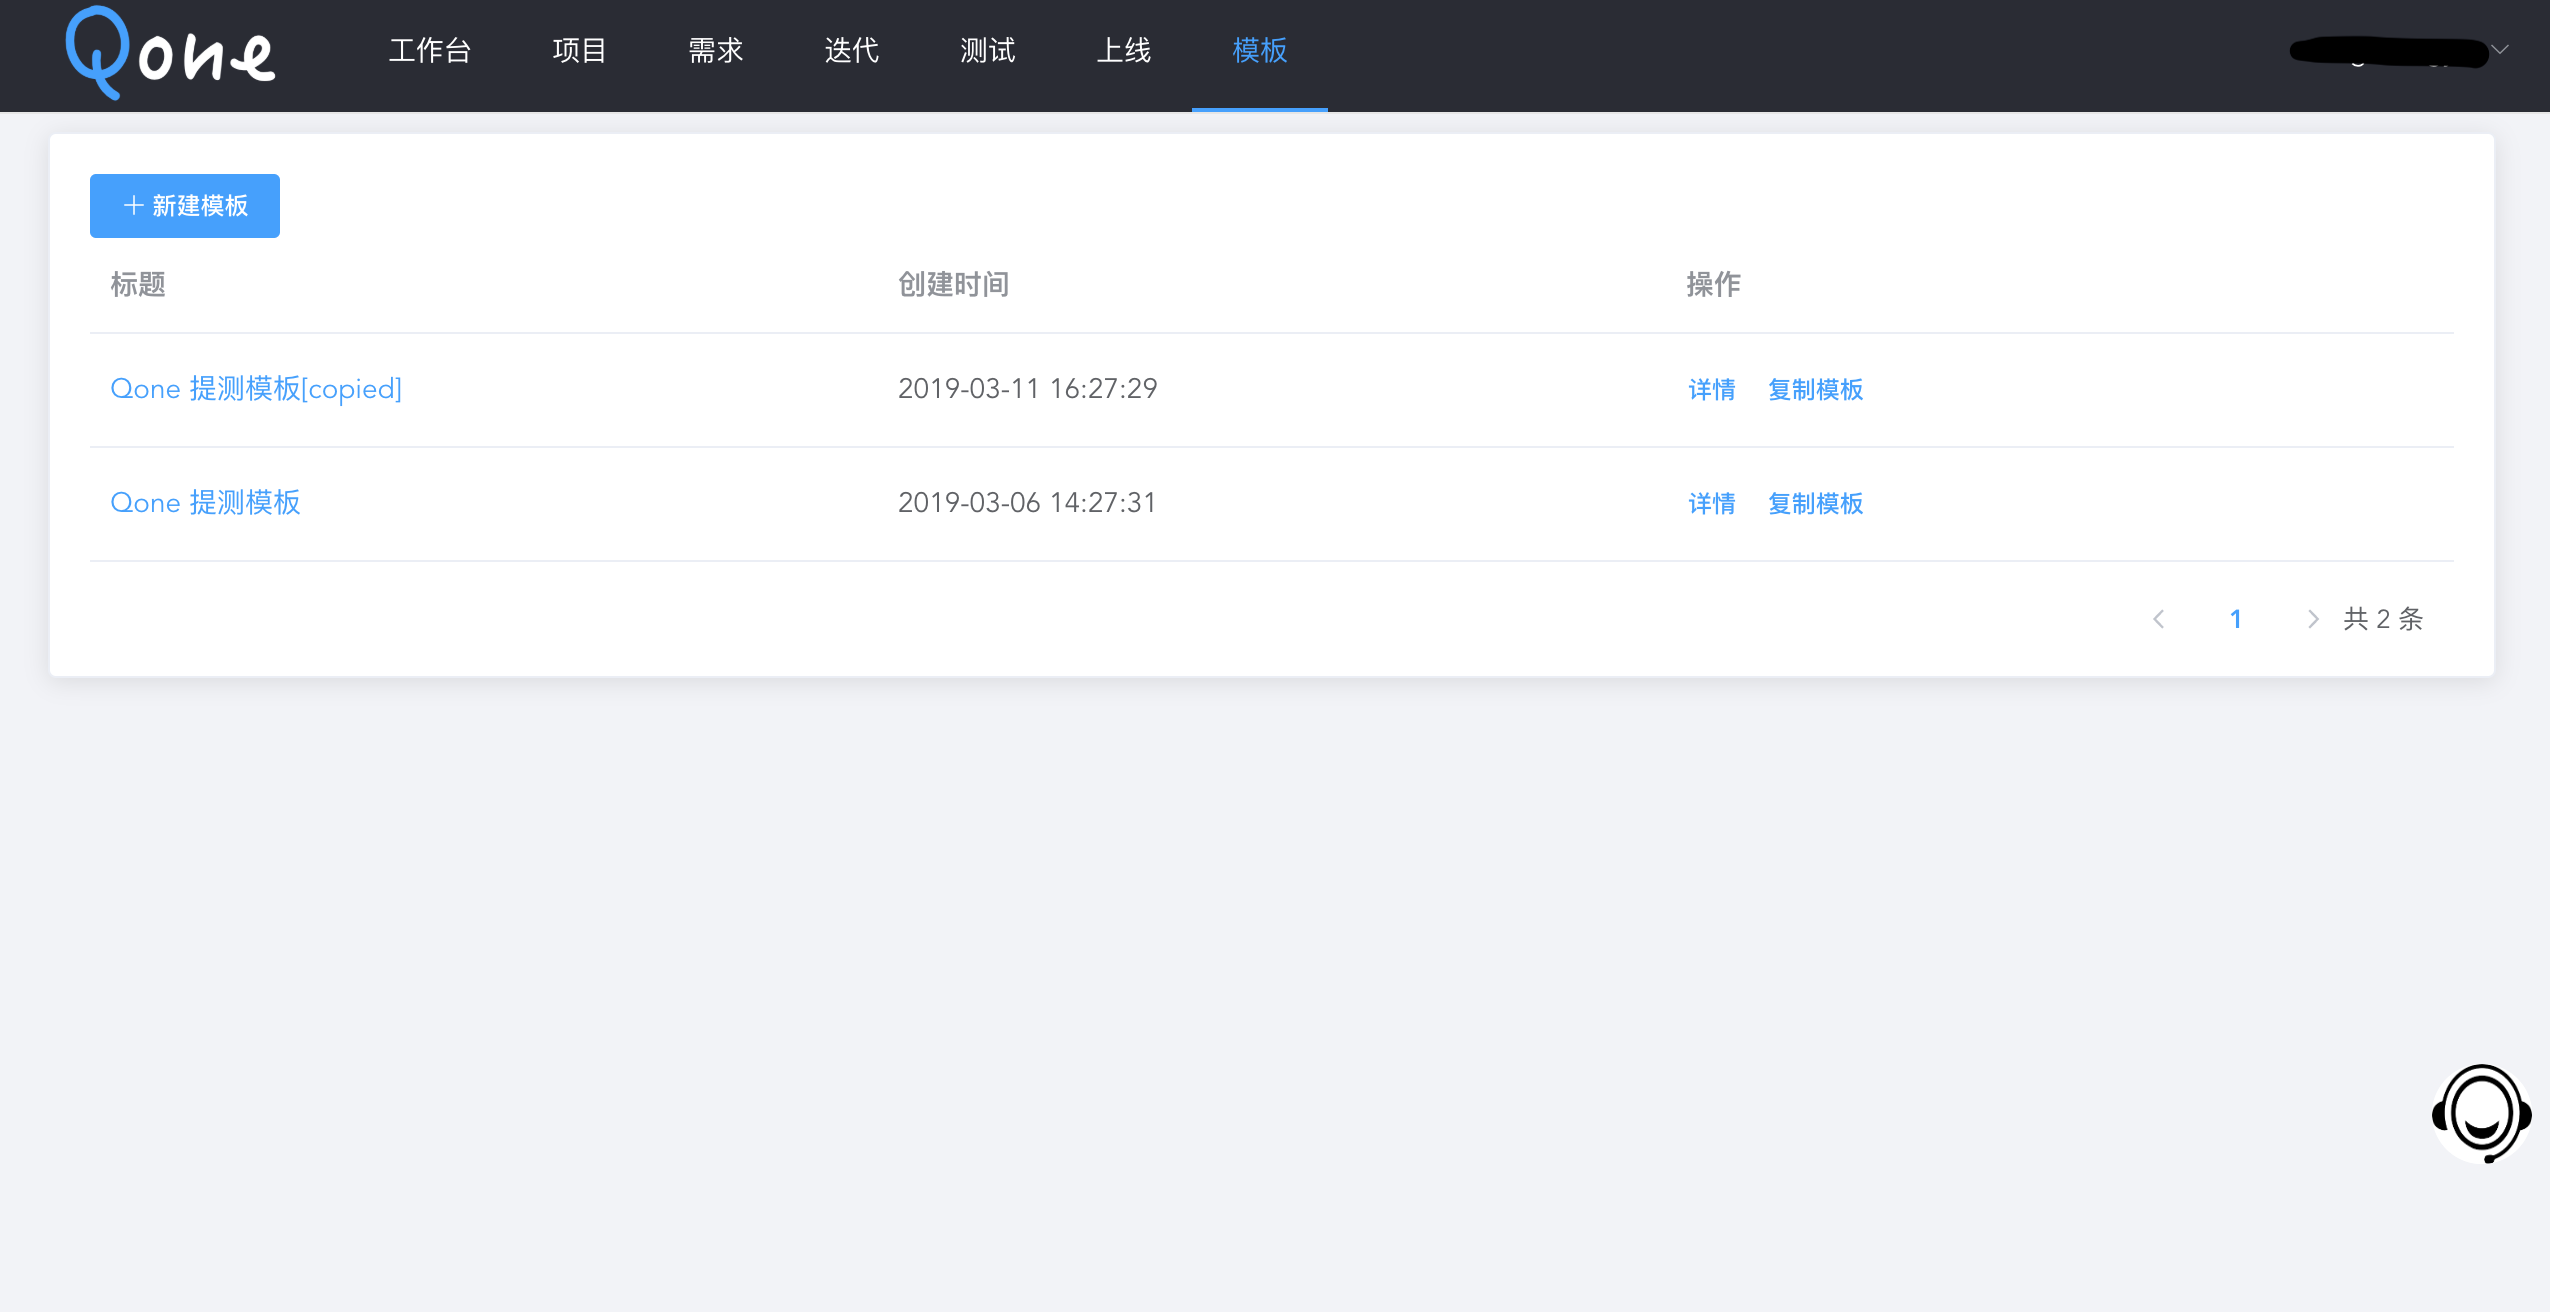 Qone 工作台 项目 需求 迭代 测试 上线 模板
新建模板
标题 创建时间 操作
Qone 提测模板[copied] 2019-03-11 16:27:29 详情 复制模板
Qone 提测模板 2019-03-06 14:27:31 详情 复制模板
1 共 2 条